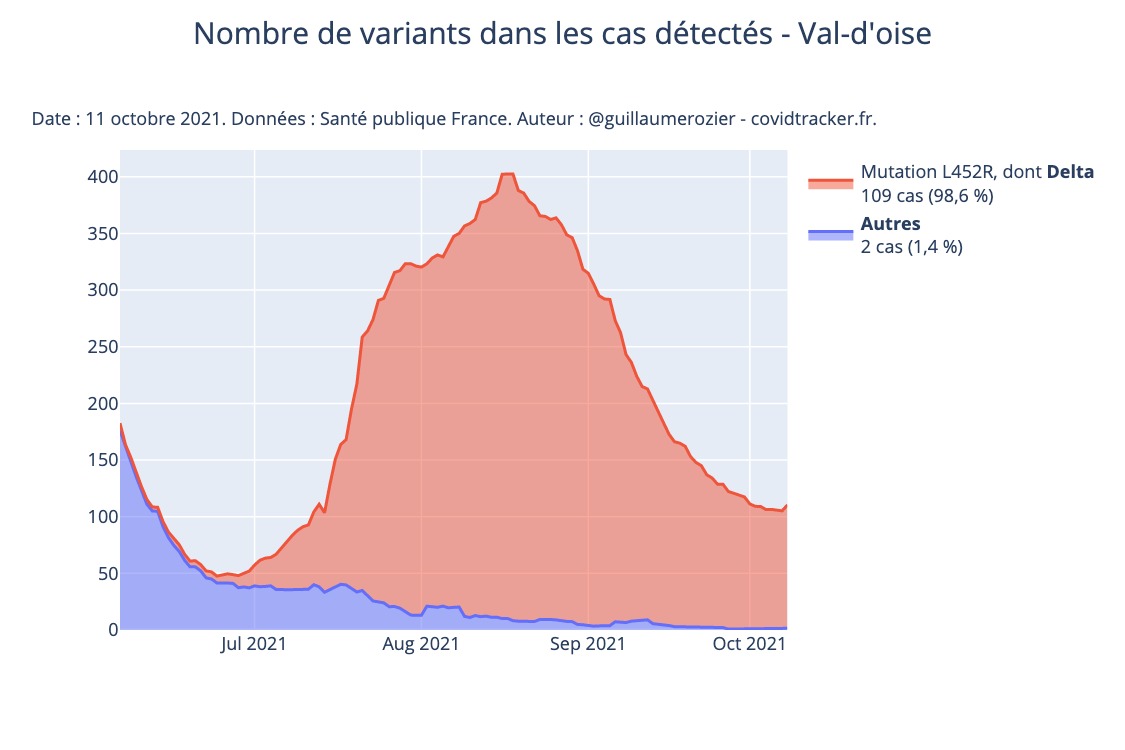 Nombre de variants dans les cas détectés - Val-d'oise
Date : 11 octobre 2021. Données : Santé publique France. Auteur : @guillaumerozier - covidtracker.fr.
Mutation L452R, dont Delta
109 cas (98,6 %)
Autres
2 cas (1,4 %)
400
350
300
250
200
150
100
50
0
Jul 2021
Aug 2021
Sep 2021
Oct 2021